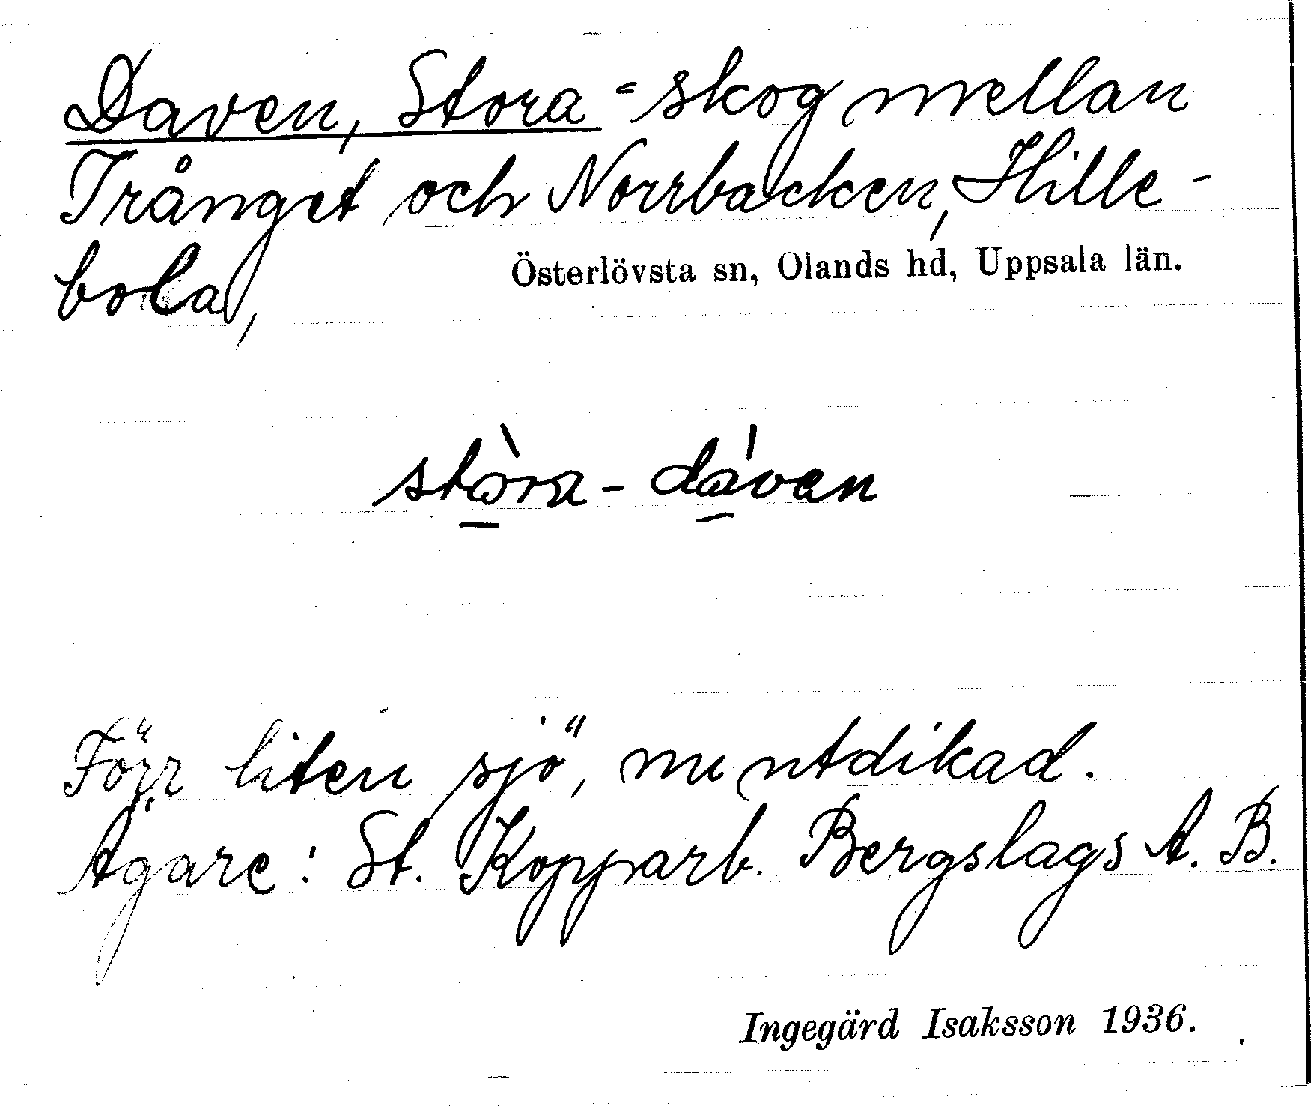 Daven, Stora - skog mellan
Trånget och Norrbacken, Hille-
bola,
Österlövsta sn, Olands hd, Uppsala län.
stòra - dáven
Förr liten "sjö", nu utdikad.
Ägare: St. Kopparb. Bergslags A. B.
Ingegärd Isaksson 1936.